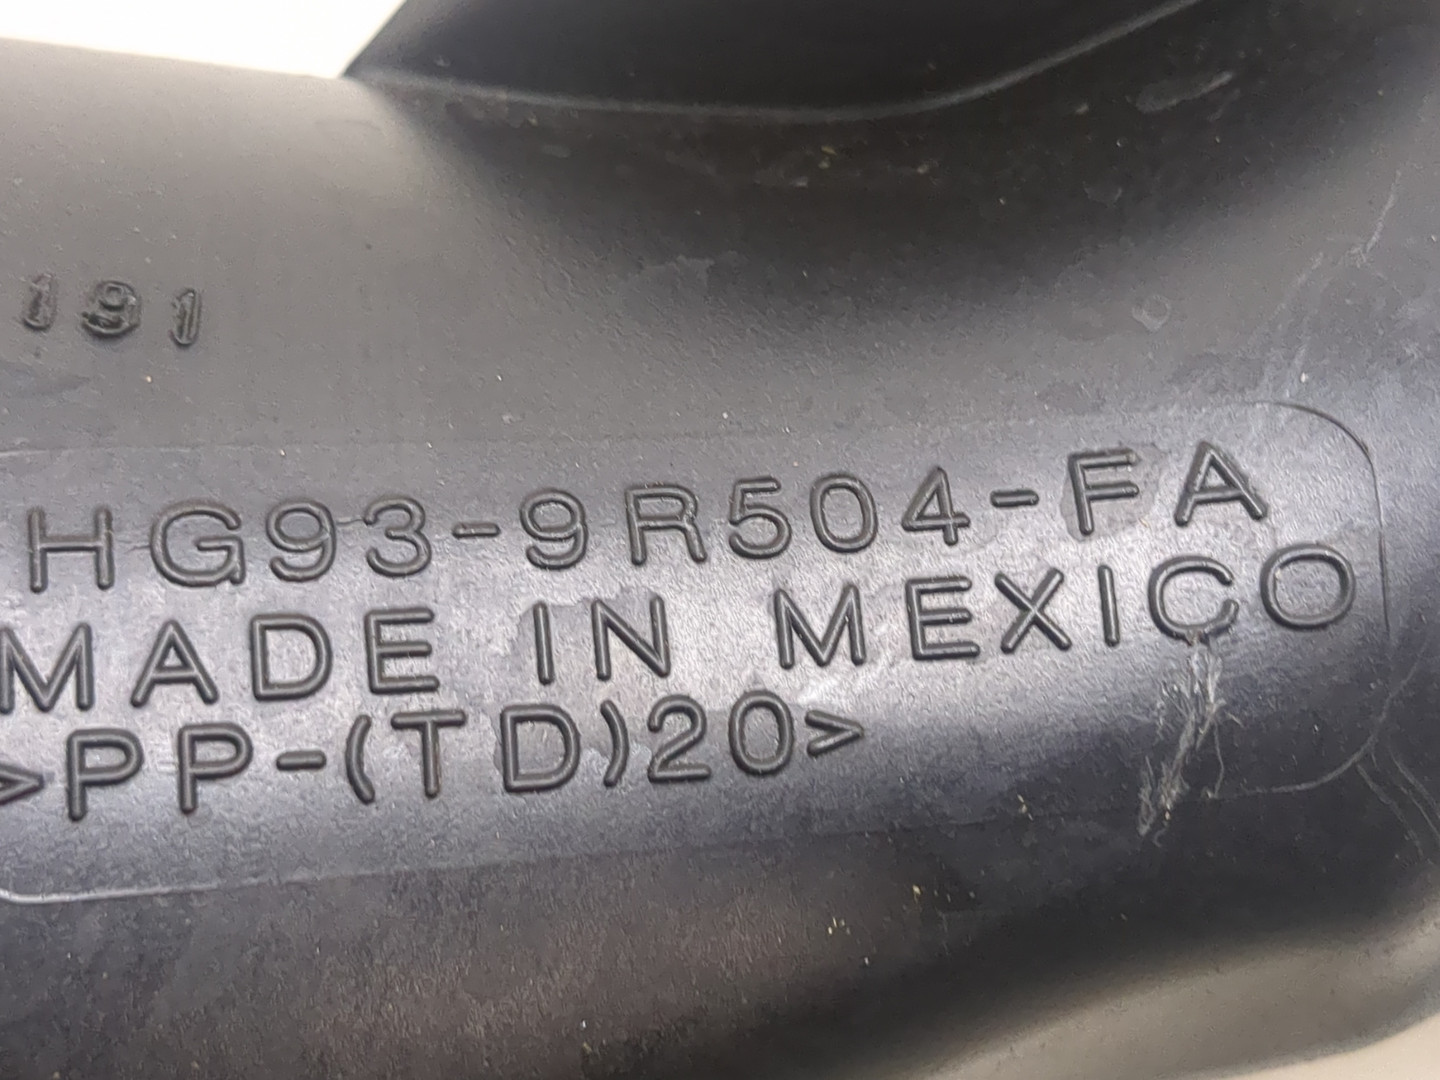 191
HG93-9R504-FA
MADE IN MEXICO
>PP-(TD)20>